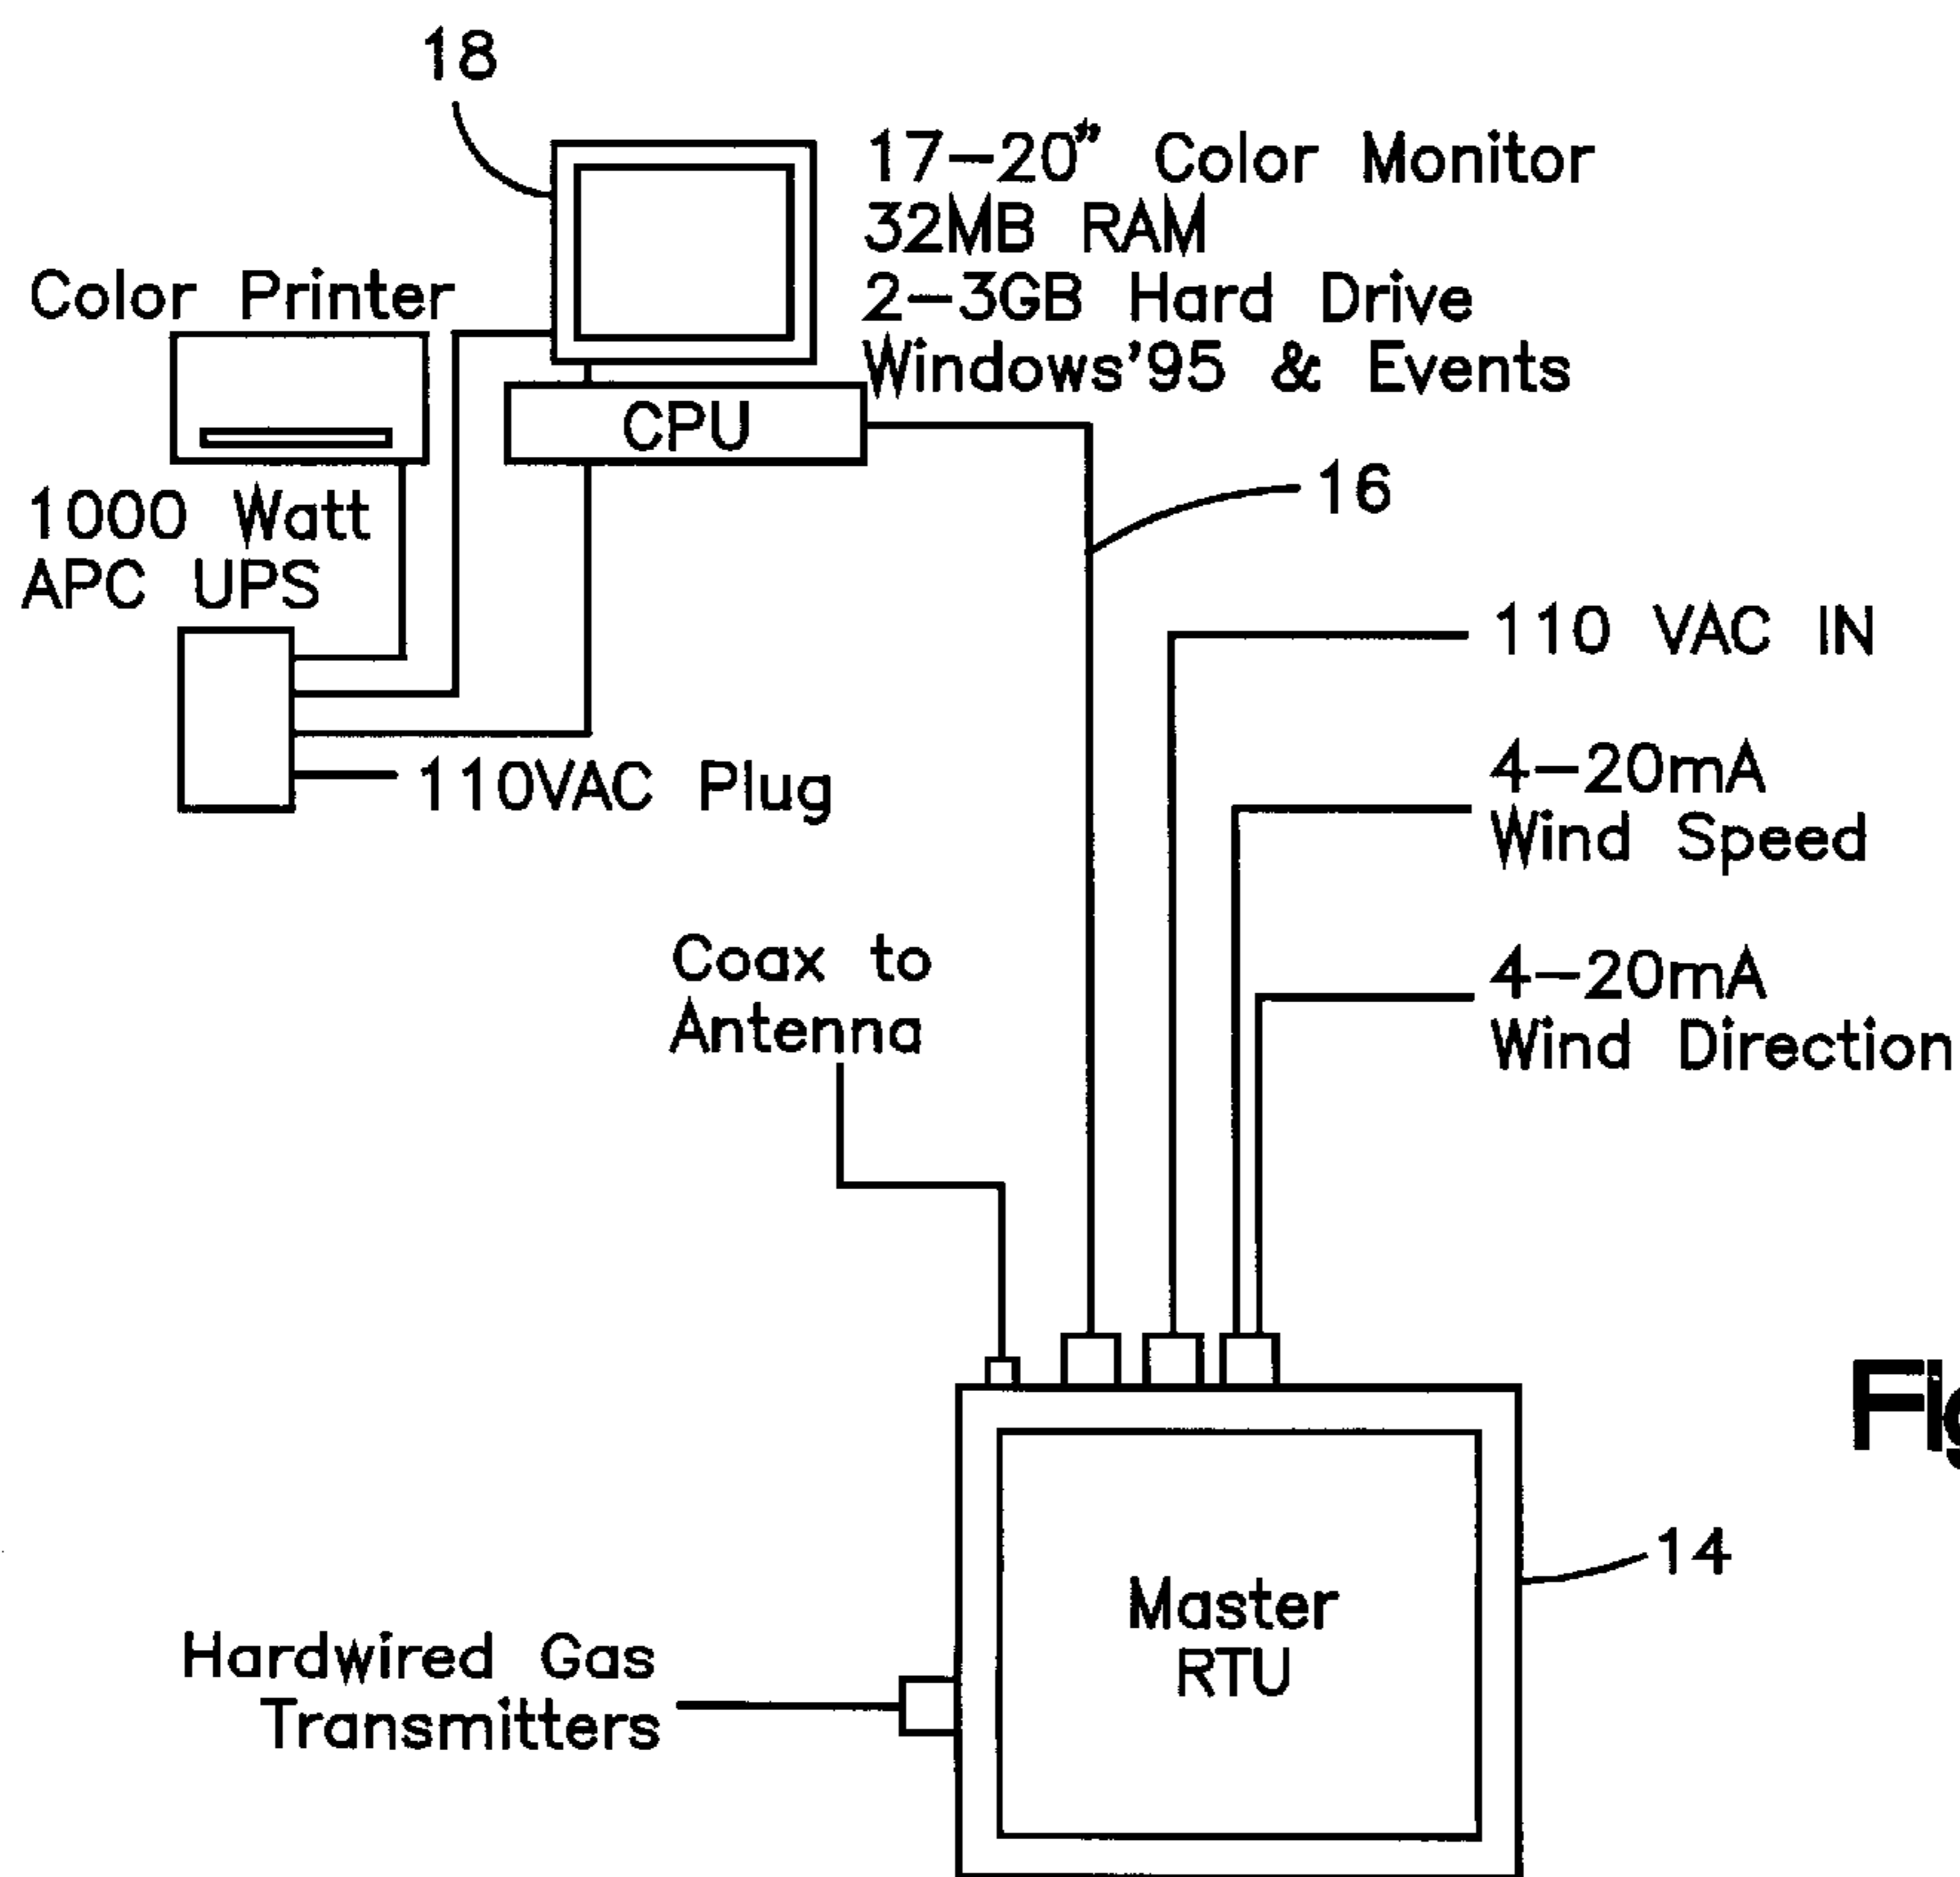 18
17-20" Color Monitor
32MB RAM
2-3GB Hard Drive
Windows'95 & Events
Color Printer
CPU
16
1000 Watt
APC UPS
110 VAC IN
110VAC Plug
4-20mA
Wind Speed
Coax to
Antenna
4-20mA
Wind Direction
14
Master
RTU
Hardwired Gas
Transmitters